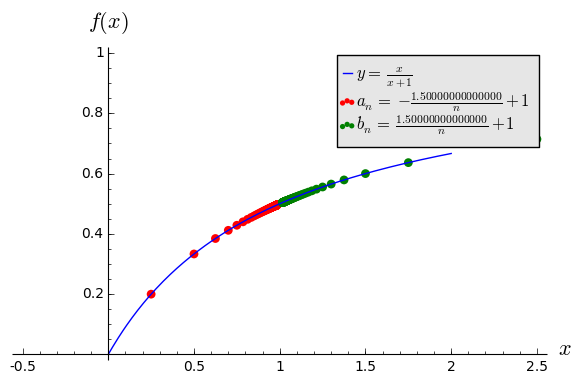 f(x)
1
y = x/(x+1)
a_n = -1.50000000000000/n + 1
b_n = 1.50000000000000/n + 1
0.8
0.6
0.4
0.2
-0.5 0.5 1 1.5 2 2.5 x